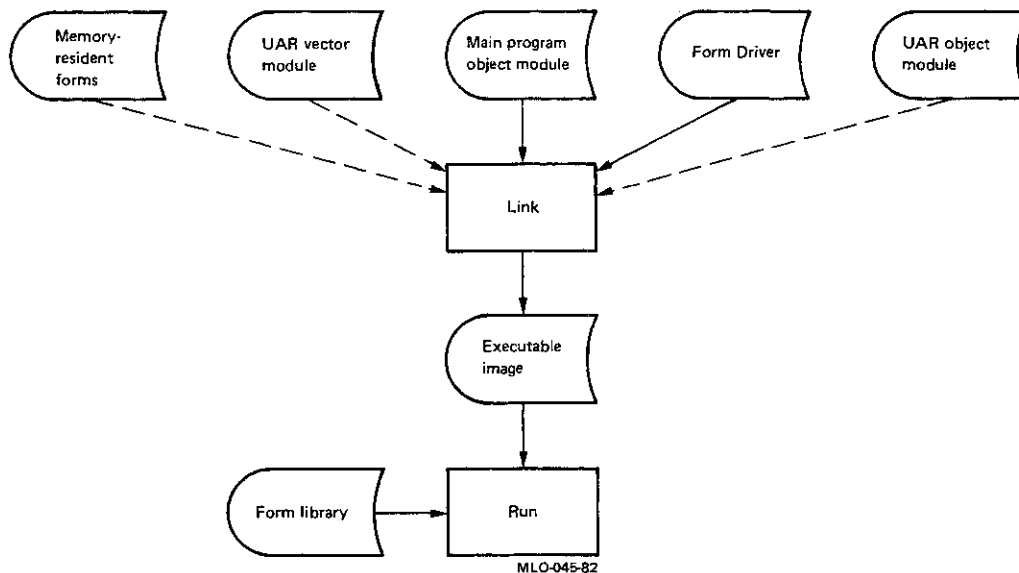 Memory-
resident
forms
UAR vector
module
Main program
object module
Form Driver
UAR object
module
Link
Executable
image
Form library
Run
MLO-045-82